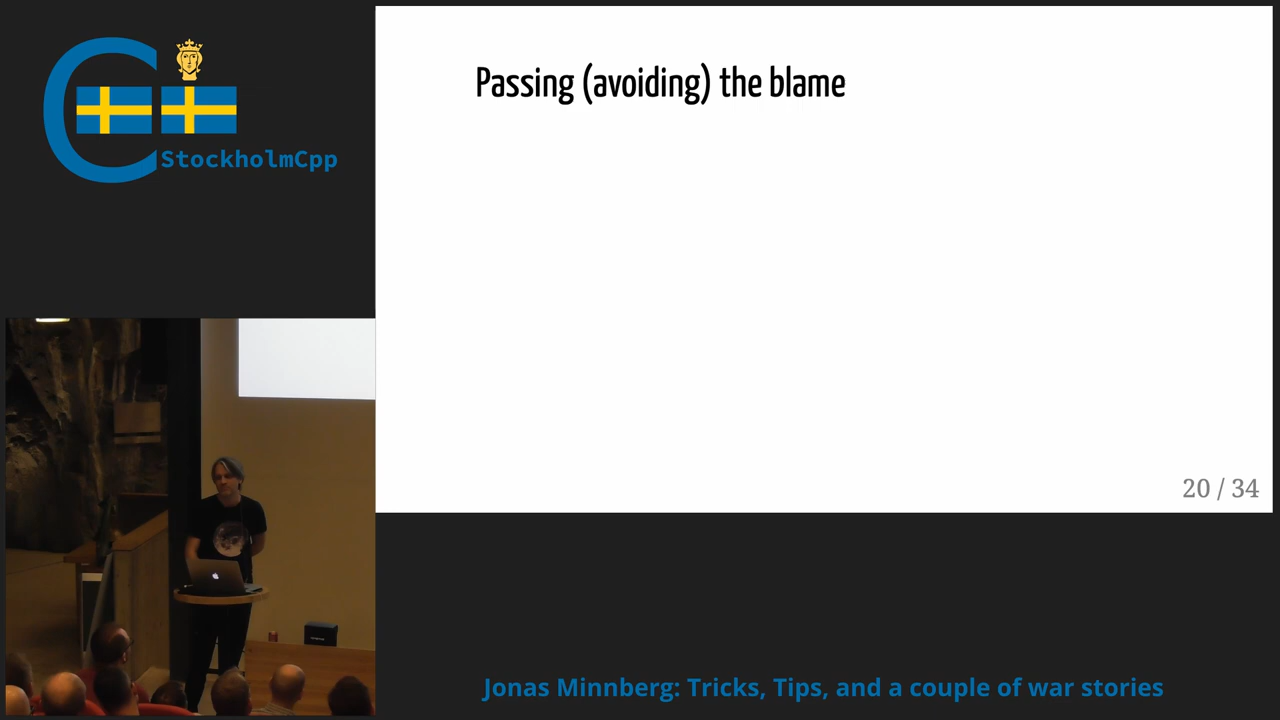 StockholmCpp
Passing (avoiding) the blame
20 / 34
Jonas Minnberg: Tricks, Tips, and a couple of war stories